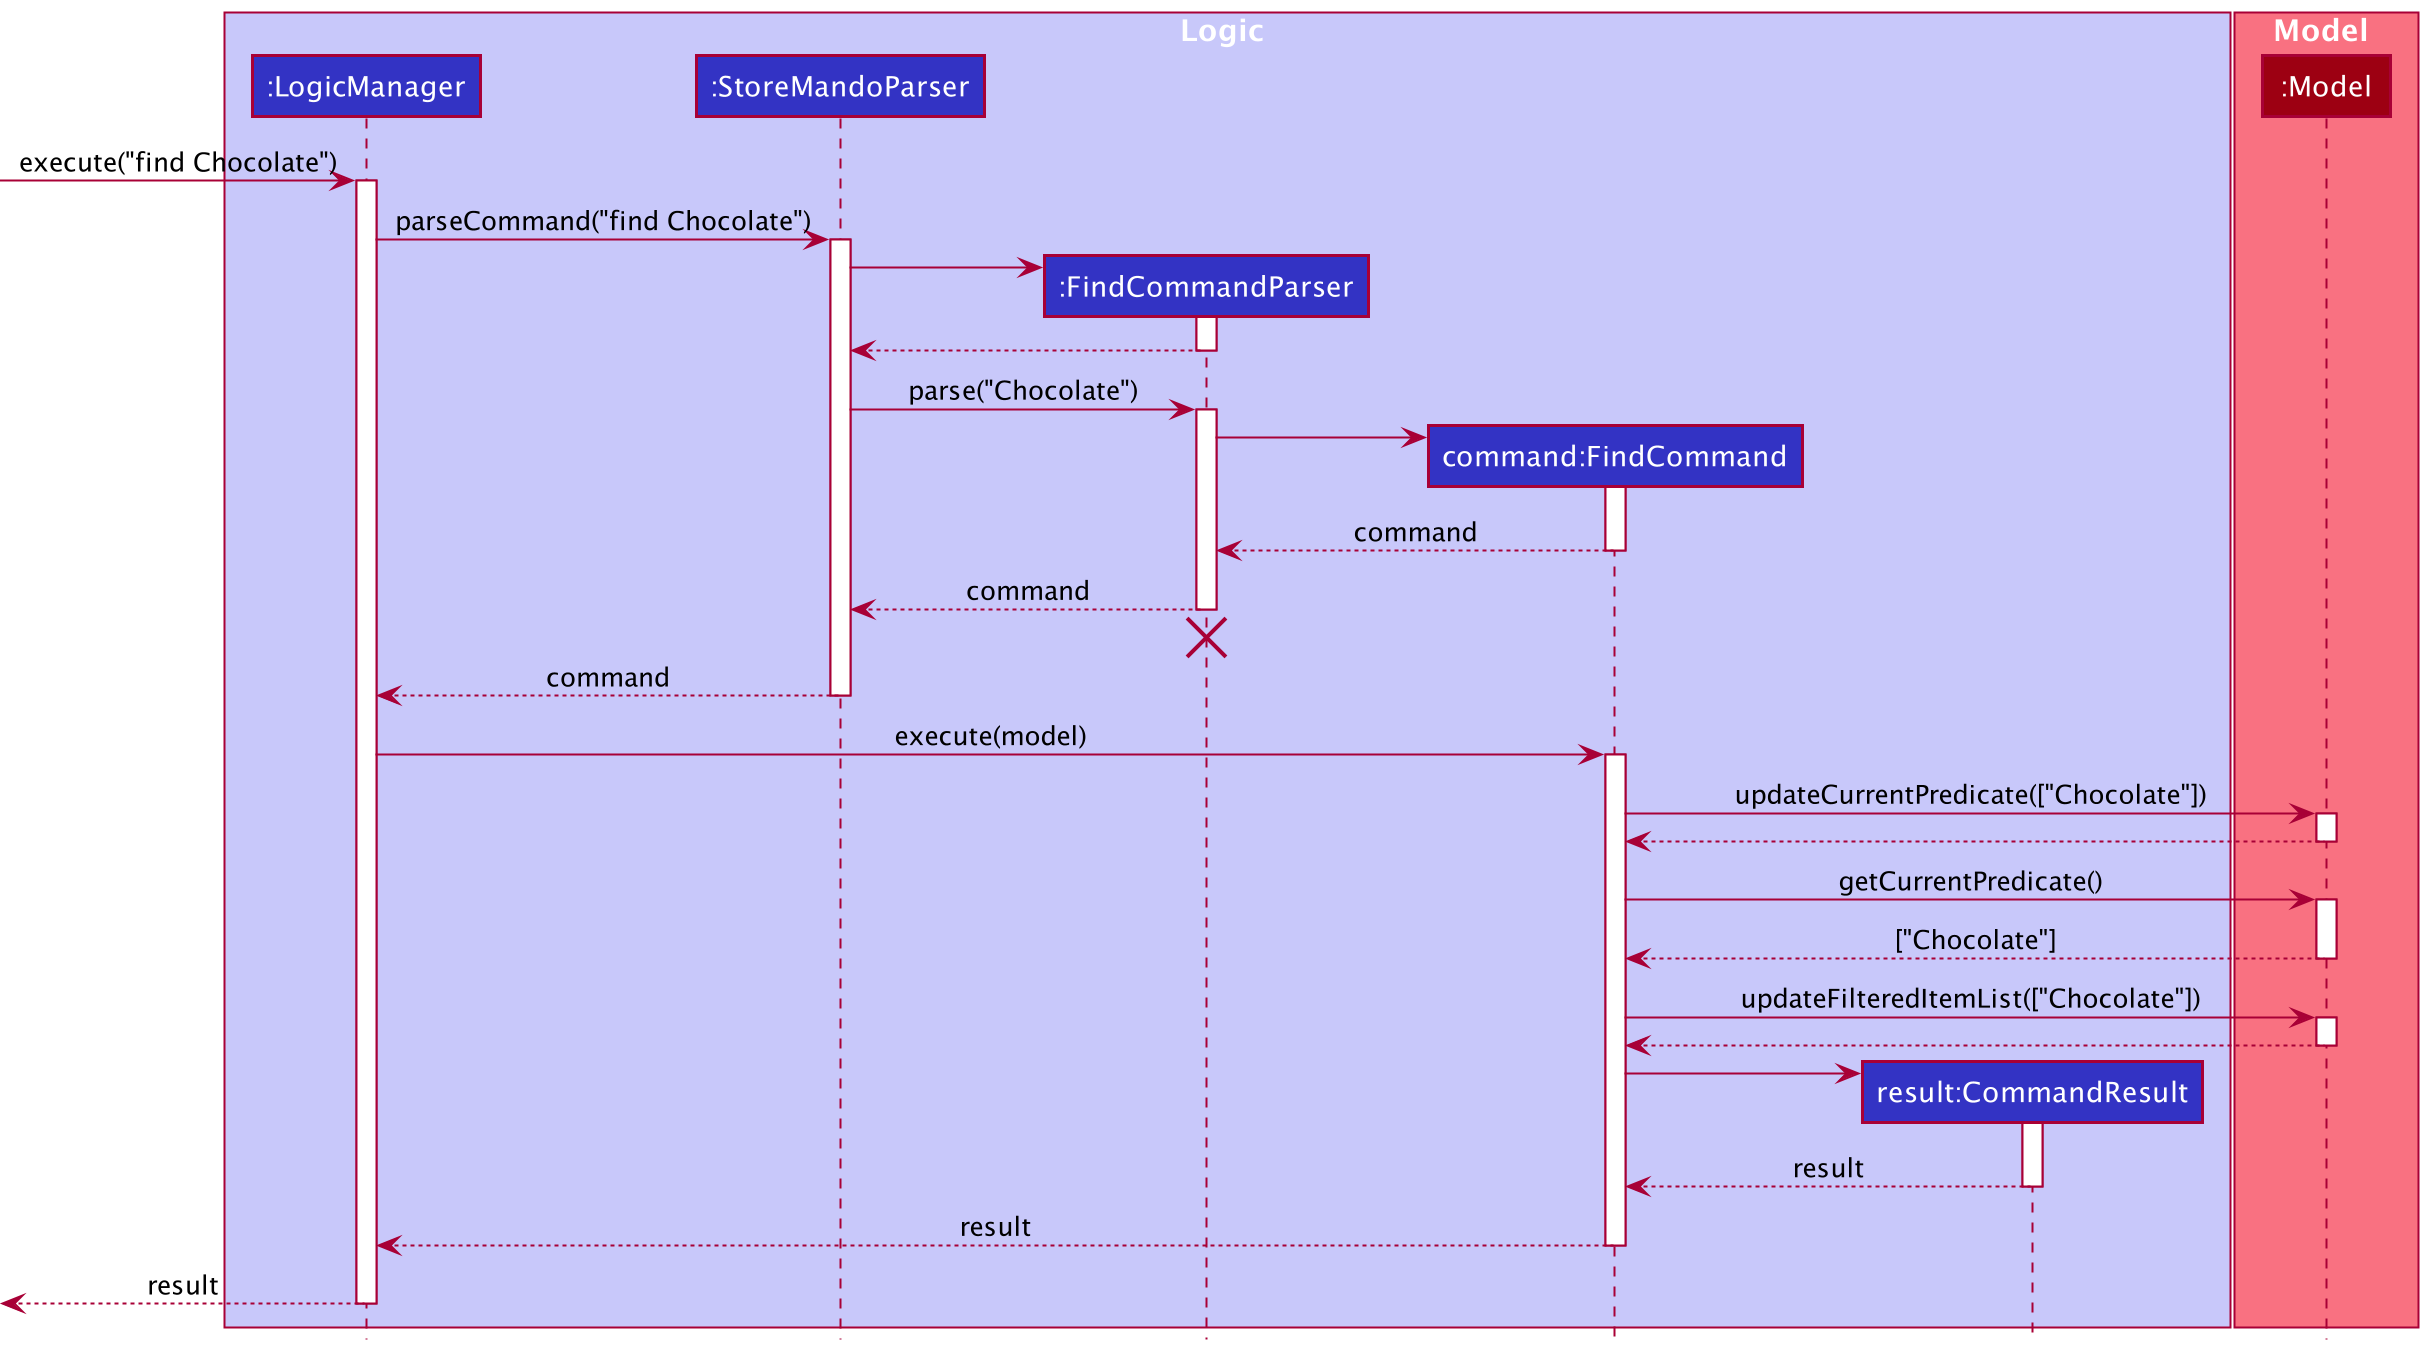 Logic
Model
:LogicManager
:StoreMandoParser
:Model
execute("find Chocolate")
parseCommand("find Chocolate")
:FindCommandParser
parse("Chocolate")
command:FindCommand
command
command
command
execute(model)
updateCurrentPredicate(["Chocolate"])
getCurrentPredicate()
["Chocolate"]
updateFilteredItemList(["Chocolate"])
result:CommandResult
result
result
result